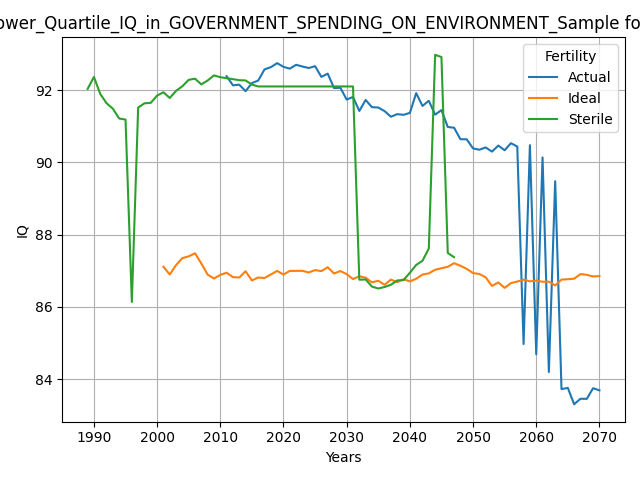 ower_Quartile_IQ_in_GOVERNMENT_SPENDING_ON_ENVIRONMENT_Sample fo
Fertility
Actual
Ideal
Sterile
92
90
88
86
84
IQ
1990 2000 2010 2020 2030 2040 2050 2060 2070
Years